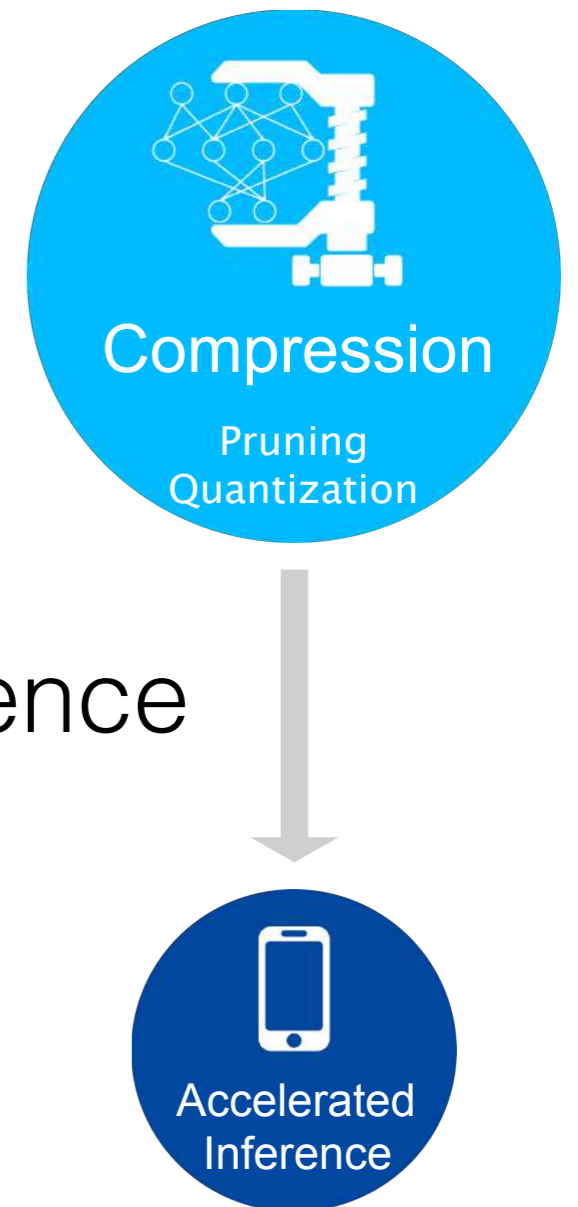 Compression
Pruning
Quantization
ence
Accelerated
Inference